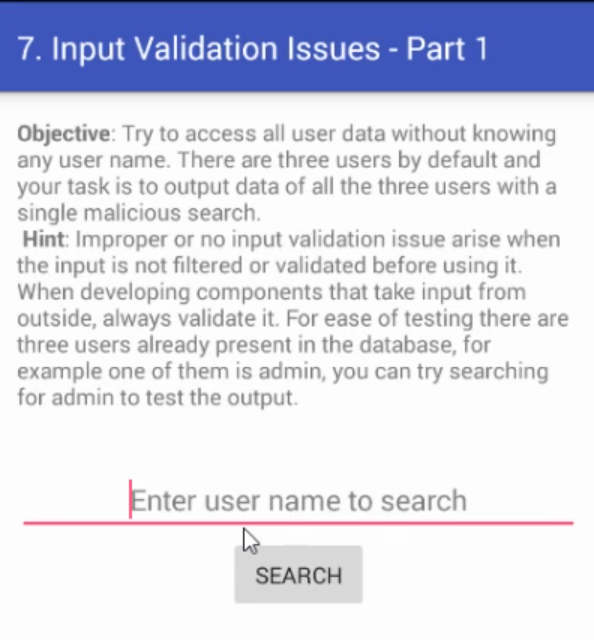 7. Input Validation Issues - Part 1
Objective: Try to access all user data without knowing
any user name. There are three users by default and
your task is to output data of all the three users with a
single malicious search.
Hint: Improper or no input validation issue arise when
the input is not filtered or validated before using it.
When developing components that take input from
outside, always validate it. For ease of testing there are
three users already present in the database, for
example one of them is admin, you can try searching
for admin to test the output.
Enter user name to search
SEARCH